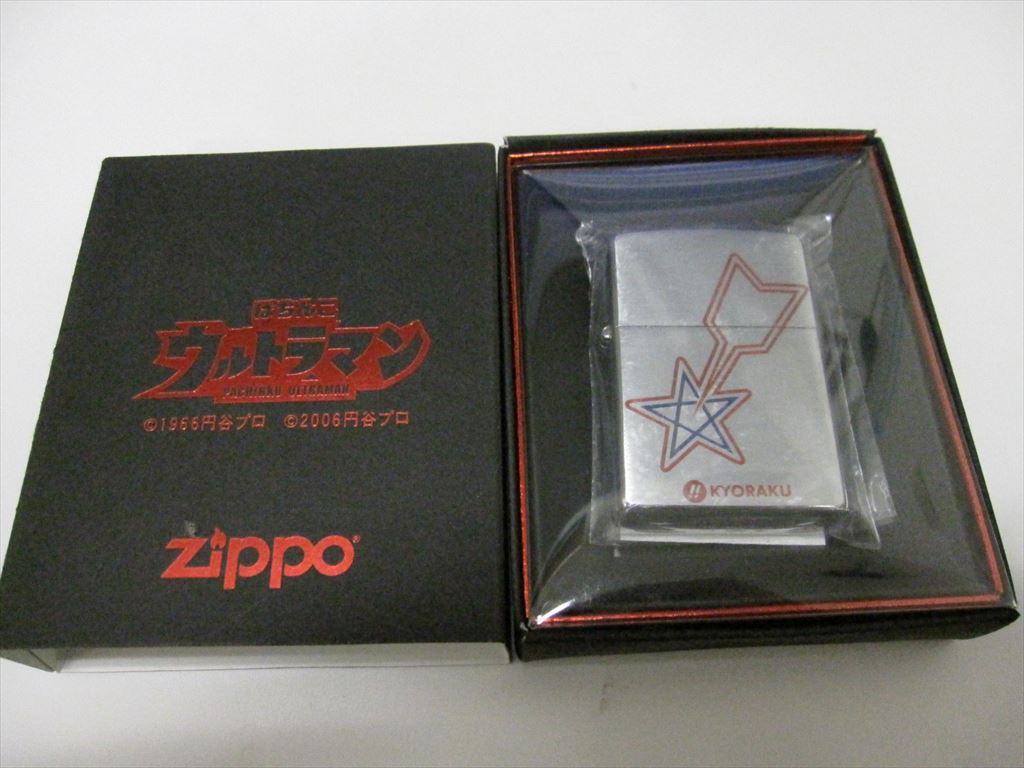 ぱちんこ
ウルトラマン
PACHINKO ULTRAMAN
©1966円谷プロ ©2006円谷プロ
zippo®
KYORAKU